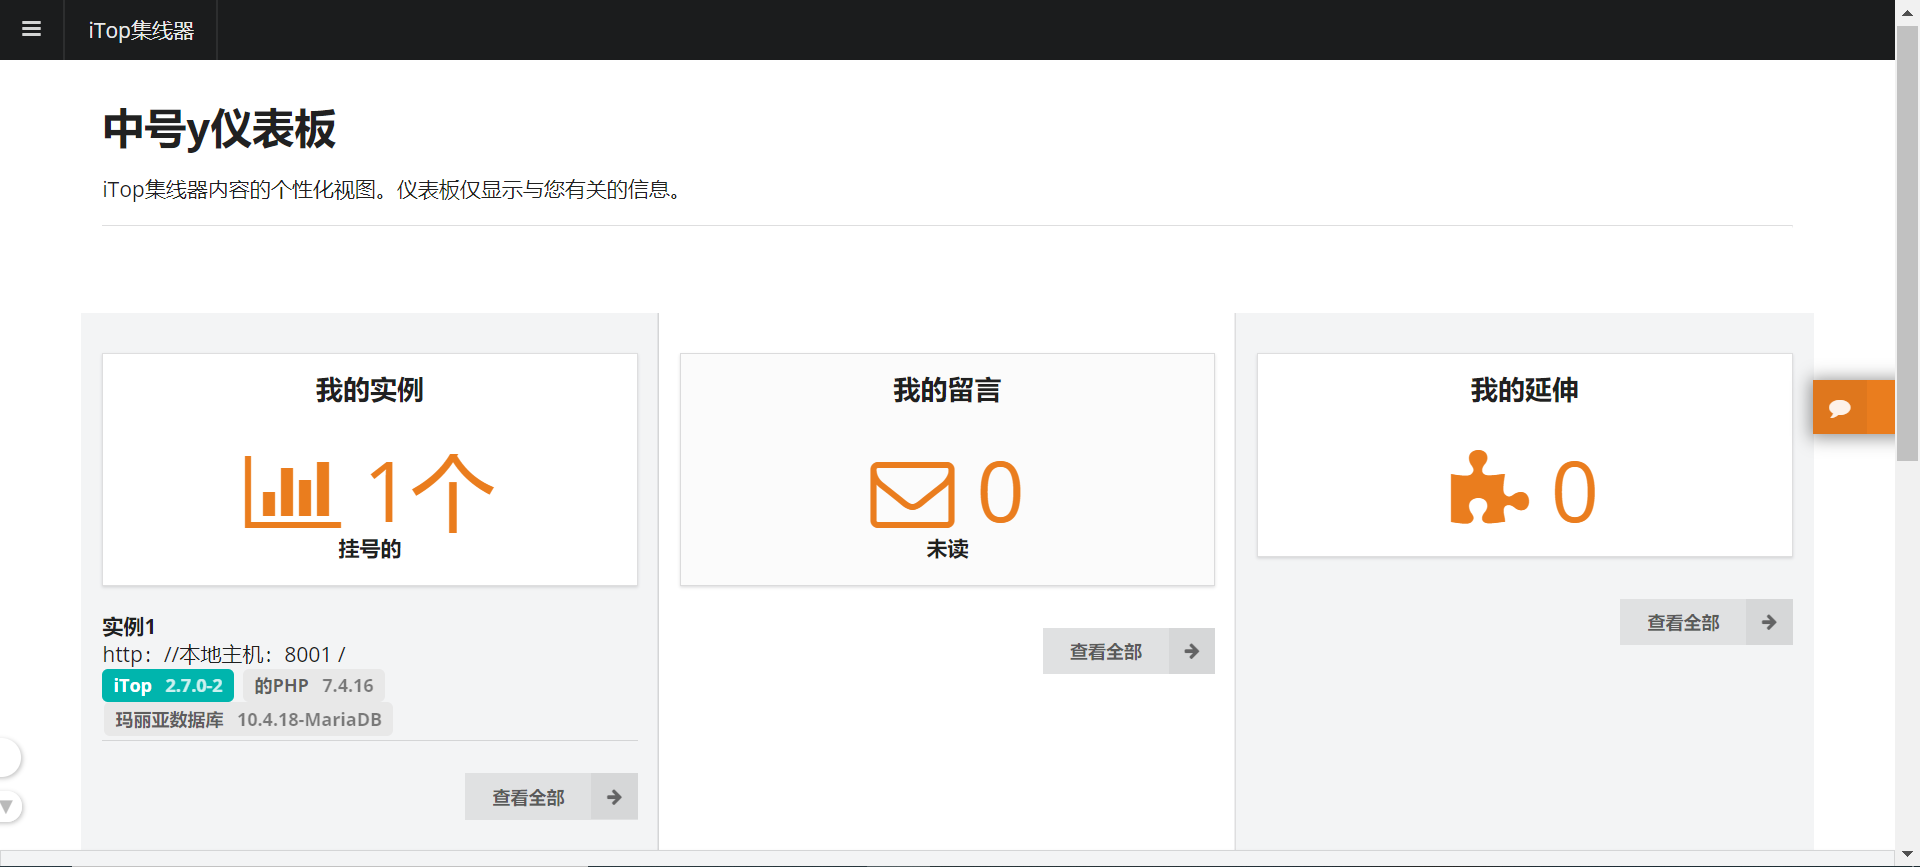 iTop集线器
中号y仪表板
iTop集线器内容的个性化视图。仪表板仅显示与您有关的信息。
我的实例
1个
挂号的
实例1
http：//本地主机：8001 /
iTop 2.7.0-2 的PHP 7.4.16
玛丽亚数据库 10.4.18-MariaDB
查看全部
我的留言
0
未读
查看全部
我的延伸
0
查看全部